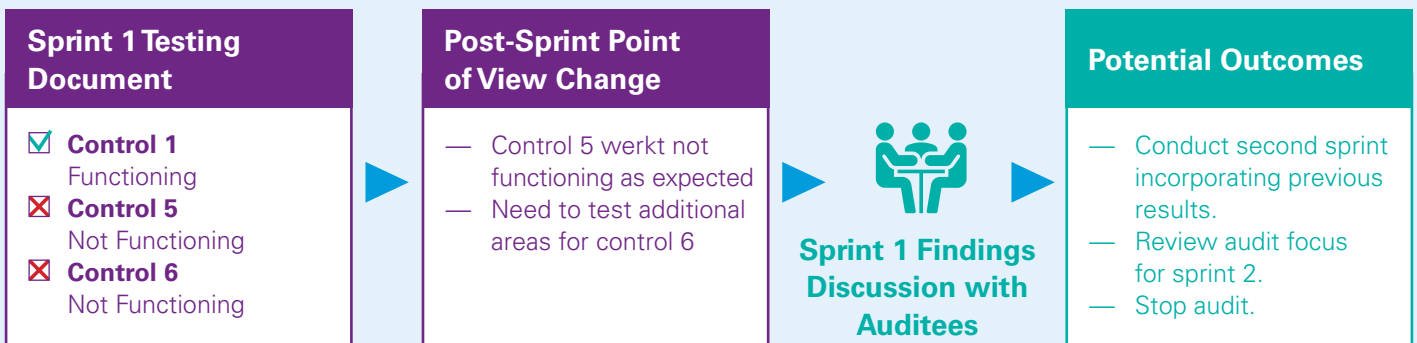 Sprint 1 Testing
Document
Control 1
Functioning
Control 5
Not Functioning
Control 6
Not Functioning
Post-Sprint Point
of View Change
— Control 5 werkt not
functioning as expected
— Need to test additional
areas for control 6
Sprint 1 Findings
Discussion with
Auditees
Potential Outcomes
— Conduct second sprint
incorporating previous
results.
— Review audit focus
for sprint 2.
— Stop audit.